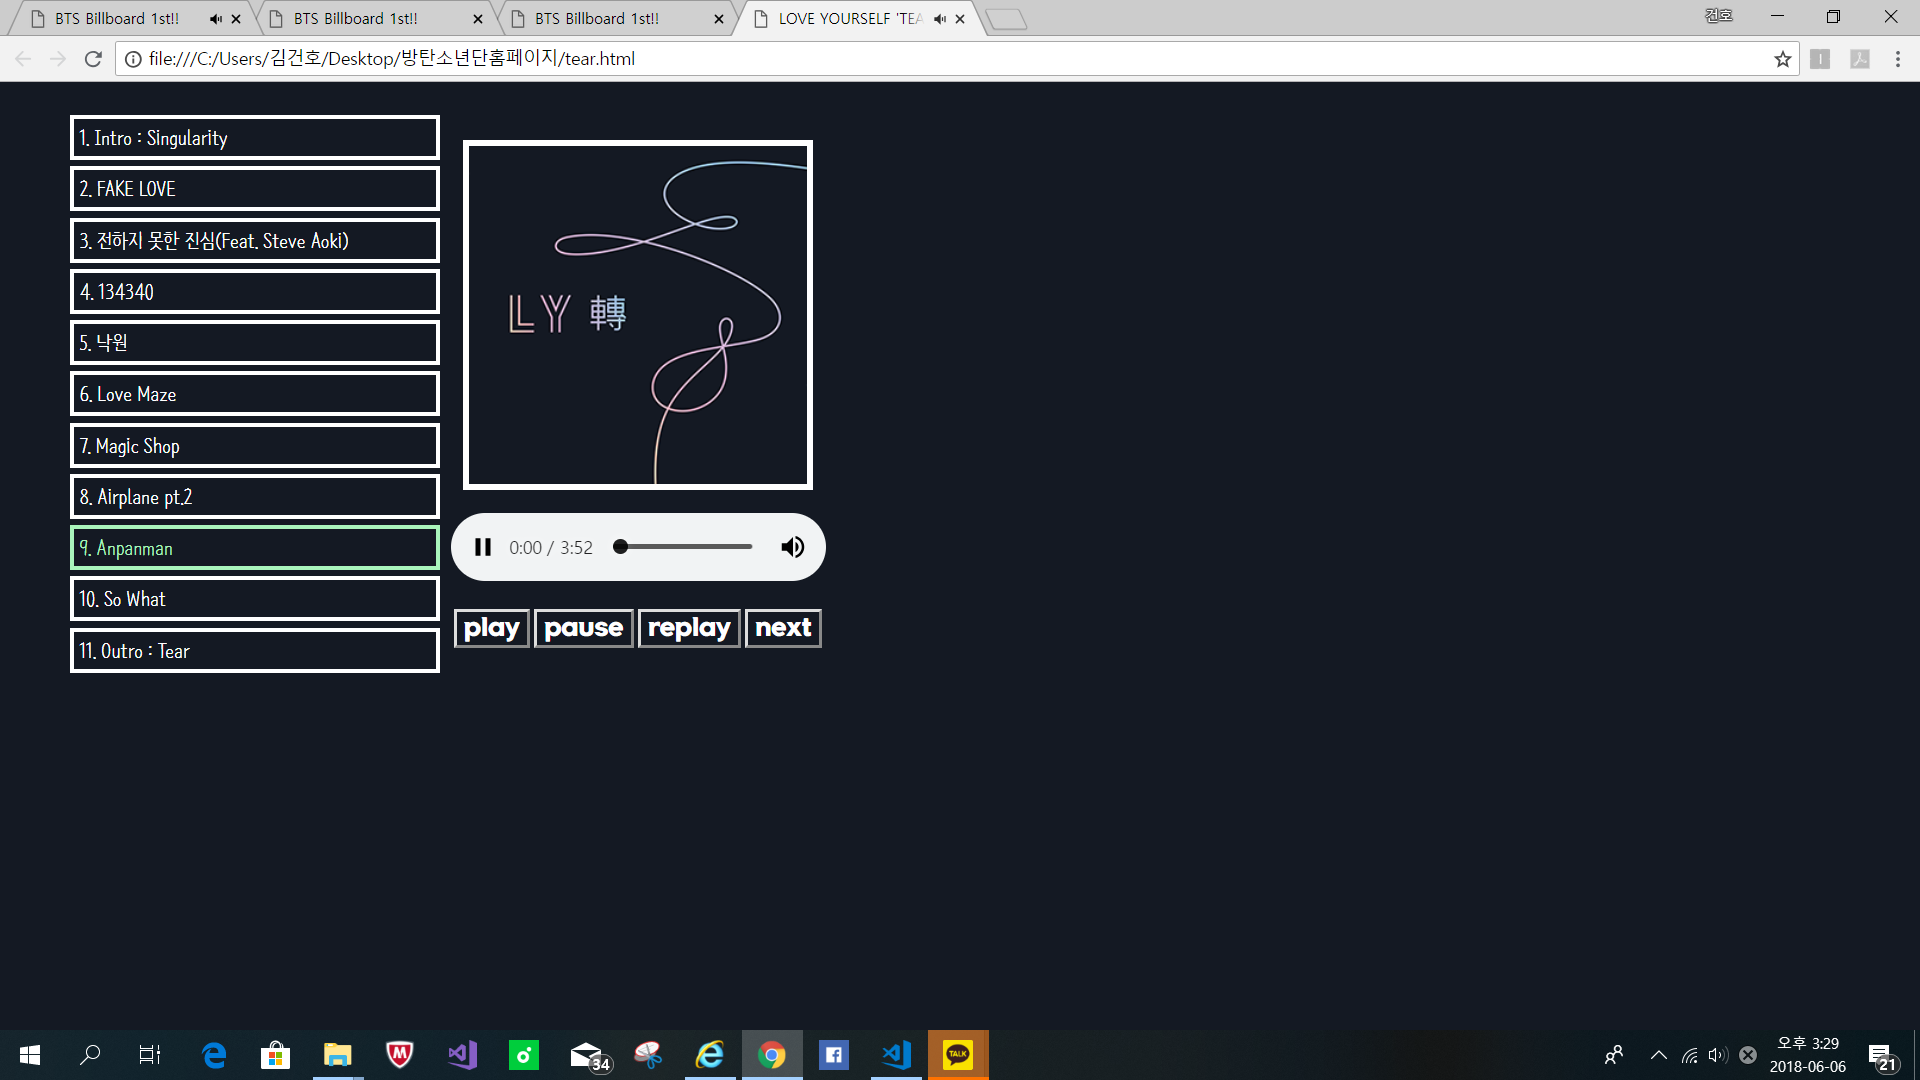 BTS Billboard 1st!!
BTS Billboard 1st!!
BTS Billboard 1st!!
LOVE YOURSELF 'TEA
건호
file:///C:/Users/김건호/Desktop/방탄소년단홈페이지/tear.html
1. Intro : Singularity
2. FAKE LOVE
3. 전하지 못한 진심(Feat. Steve Aoki)
4. 134340
5. 낙원
6. Love Maze
7. Magic Shop
8. Airplane pt.2
9. Anpanman
10. So What
11. Outro : Tear
LY 轉
0:00 / 3:52
play pause replay next
34
TALK
오후 3:29
2018-06-06
21